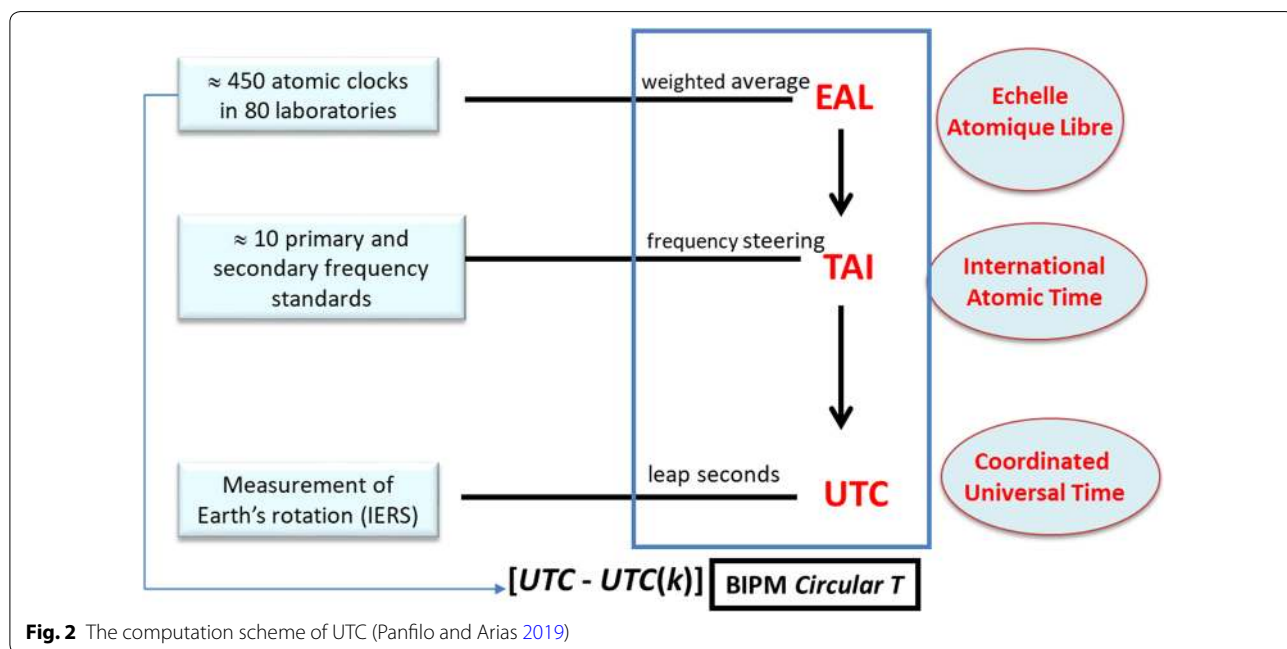 ≈ 450 atomic clocks
in 80 laboratories
weighted average
EAL
Echelle
Atomique Libre
≈ 10 primary and
secondary frequency
standards
frequency steering
TAI
International
Atomic Time
Measurement of
Earth's rotation (IERS)
leap seconds
UTC
Coordinated
Universal Time
[UTC - UTC(k)] BIPM Circular T
Fig. 2 The computation scheme of UTC (Panfilo and Arias 2019)